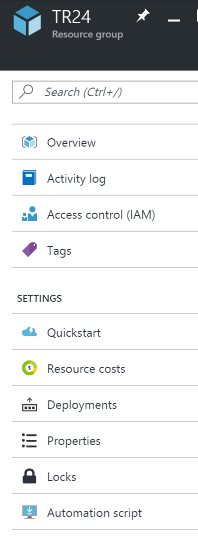 TR24
Resource group
Search (Ctrl+/)
Overview
Activity log
Access control (IAM)
Tags
SETTINGS
Quickstart
Resource costs
Deployments
Properties
Locks
Automation script